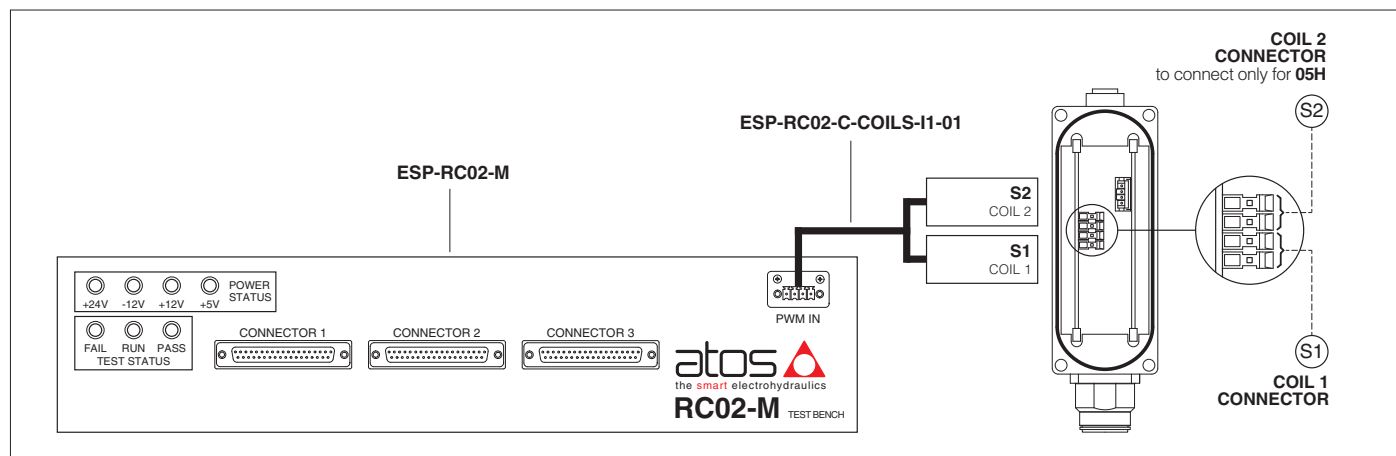 COIL 2
CONNECTOR
to connect only for 05H
S2
ESP-RC02-C-COILS-I1-01
ESP-RC02-M
S2
COIL 2
S1
COIL 1
POWER
STATUS
+24V -12V +12V +5V
FAIL RUN PASS
TEST STATUS
CONNECTOR 1
CONNECTOR 2
CONNECTOR 3
PWM IN
atos
the smart electrohydraulics
RC02-M TEST BENCH
S1
COIL 1
CONNECTOR